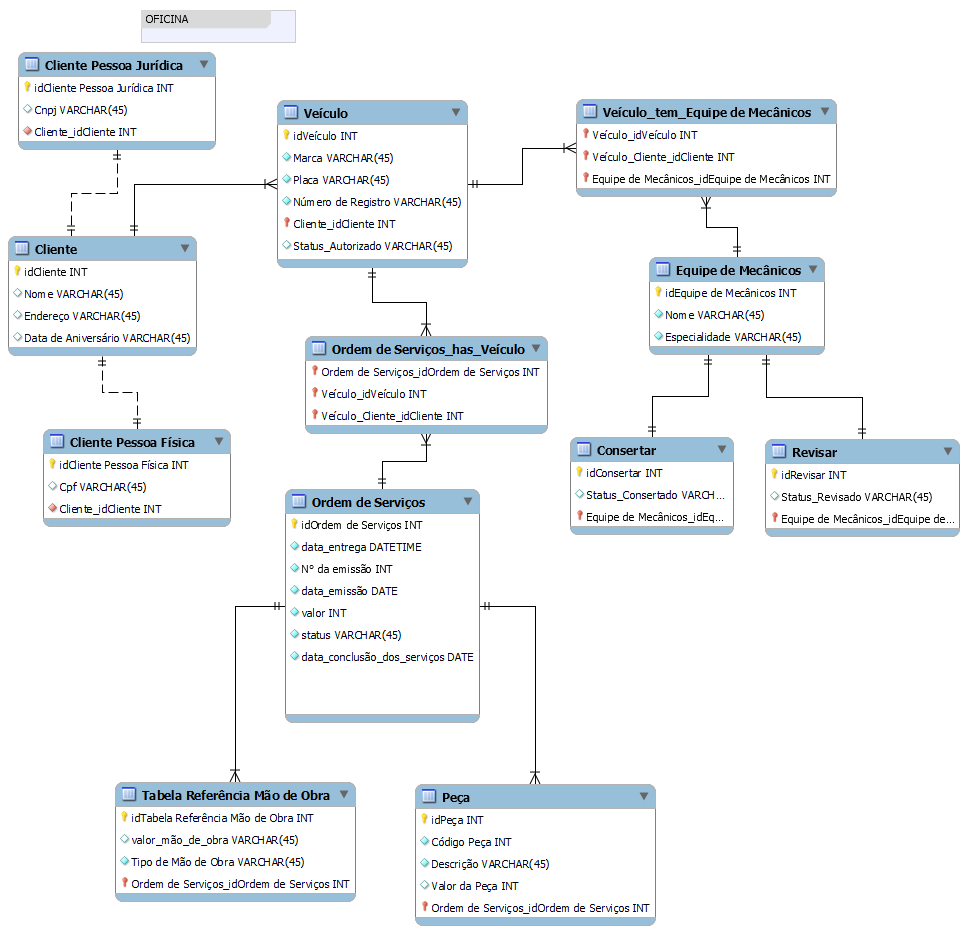 OFICINA
Cliente Pessoa Jurídica
idCliente Pessoa Jurídica INT
Cnpj VARCHAR(45)
Cliente_idCliente INT
Veículo
idVeículo INT
Marca VARCHAR(45)
Placa VARCHAR(45)
Número de Registro VARCHAR(45)
Cliente_idCliente INT
Status_Autorizado VARCHAR(45)
Veículo_tem_Equipe de Mecânicos
Veículo_idVeículo INT
Veículo_Cliente_idCliente INT
Equipe de Mecânicos_idEquipe de Mecânicos INT
Cliente
idCliente INT
Nome VARCHAR(45)
Endereço VARCHAR(45)
Data de Aniversário VARCHAR(45)
Equipe de Mecânicos
idEquipe de Mecânicos INT
Nome VARCHAR(45)
Especialidade VARCHAR(45)
Ordem de Serviços_has_Veículo
Ordem de Serviços_idOrdem de Serviços INT
Veículo_idVeículo INT
Veículo_Cliente_idCliente INT
Cliente Pessoa Física
idCliente Pessoa Física INT
Cpf VARCHAR(45)
Cliente_idCliente INT
Consertar
idConsertar INT
Status_Consertado VARCH...
Equipe de Mecânicos_idEq...
Revisar
idRevisar INT
Status_Revisado VARCHAR(45)
Equipe de Mecânicos_idEquipe de...
Ordem de Serviços
idOrdem de Serviços INT
data_entrega DATETIME
Nº da emissão INT
data_emissão DATE
valor INT
status VARCHAR(45)
data_conclusão_dos_serviços DATE
Tabela Referência Mão de Obra
idTabela Referência Mão de Obra INT
valor_mão_de_obra VARCHAR(45)
Tipo de Mão de Obra VARCHAR(45)
Ordem de Serviços_idOrdem de Serviços INT
Peça
idPeça INT
Código Peça INT
Descrição VARCHAR(45)
Valor da Peça INT
Ordem de Serviços_idOrdem de Serviços INT